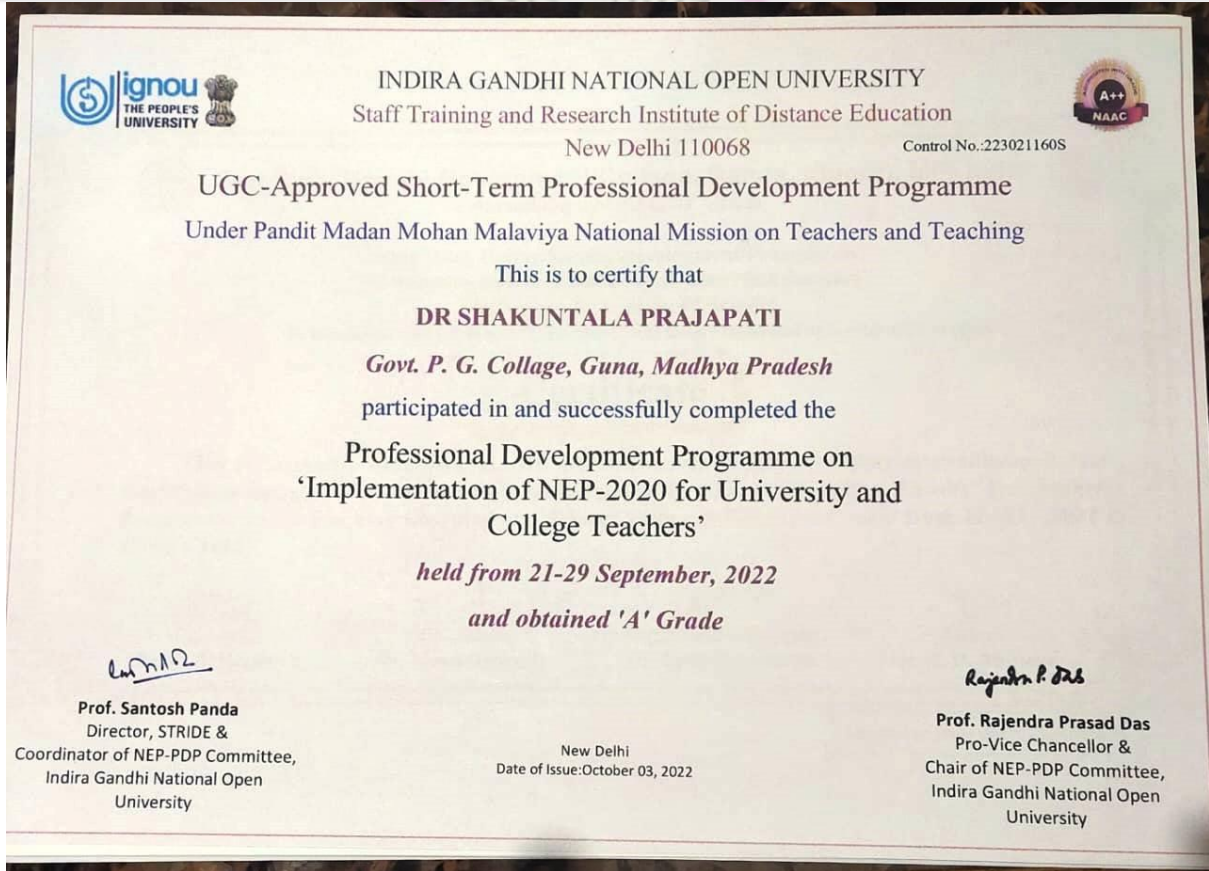 ignou
THE PEOPLE'S
UNIVERSITY
INDIRA GANDHI NATIONAL OPEN UNIVERSITY
Staff Training and Research Institute of Distance Education
New Delhi 110068
Control No.:223021160S
A++
NAAC
UGC-Approved Short-Term Professional Development Programme
Under Pandit Madan Mohan Malaviya National Mission on Teachers and Teaching
This is to certify that
DR SHAKUNTALA PRAJAPATI
Govt. P. G. Collage, Guna, Madhya Pradesh
participated in and successfully completed the
Professional Development Programme on
‘Implementation of NEP-2020 for University and
College Teachers’
held from 21-29 September, 2022
and obtained 'A' Grade
Prof. Santosh Panda
Director, STRIDE &
Coordinator of NEP-PDP Committee,
Indira Gandhi National Open
University
New Delhi
Date of Issue:October 03, 2022
Rajendra P. Das
Prof. Rajendra Prasad Das
Pro-Vice Chancellor &
Chair of NEP-PDP Committee,
Indira Gandhi National Open
University